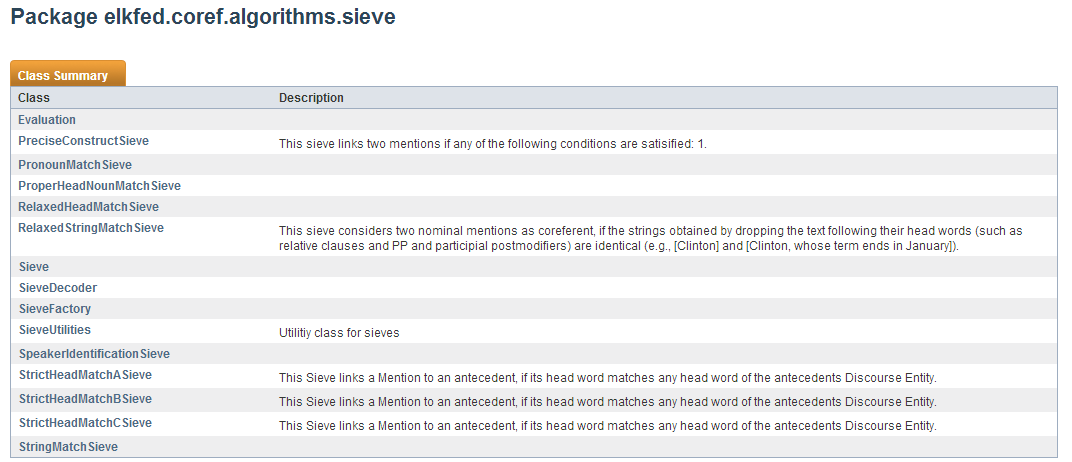 Package elkfed.coref.algorithms.sieve
Class Summary
Class Description
Evaluation
PreciseConstructSieve This sieve links two mentions if any of the following conditions are satisified: 1.
PronounMatchSieve
ProperHeadNounMatchSieve
RelaxedHeadMatchSieve
RelaxedStringMatchSieve This sieve considers two nominal mentions as coreferent, if the strings obtained by dropping the text following their head words (such as
relative clauses and PP and participial postmodifiers) are identical (e.g., [Clinton] and [Clinton, whose term ends in January]).
Sieve
SieveDecoder
SieveFactory
SieveUtilities Utilitiy class for sieves
SpeakerIdentificationSieve
StrictHeadMatchASieve This Sieve links a Mention to an antecedent, if its head word matches any head word of the antecedents Discourse Entity.
StrictHeadMatchBSieve This Sieve links a Mention to an antecedent, if its head word matches any head word of the antecedents Discourse Entity.
StrictHeadMatchCSieve This Sieve links a Mention to an antecedent, if its head word matches any head word of the antecedents Discourse Entity.
StringMatchSieve